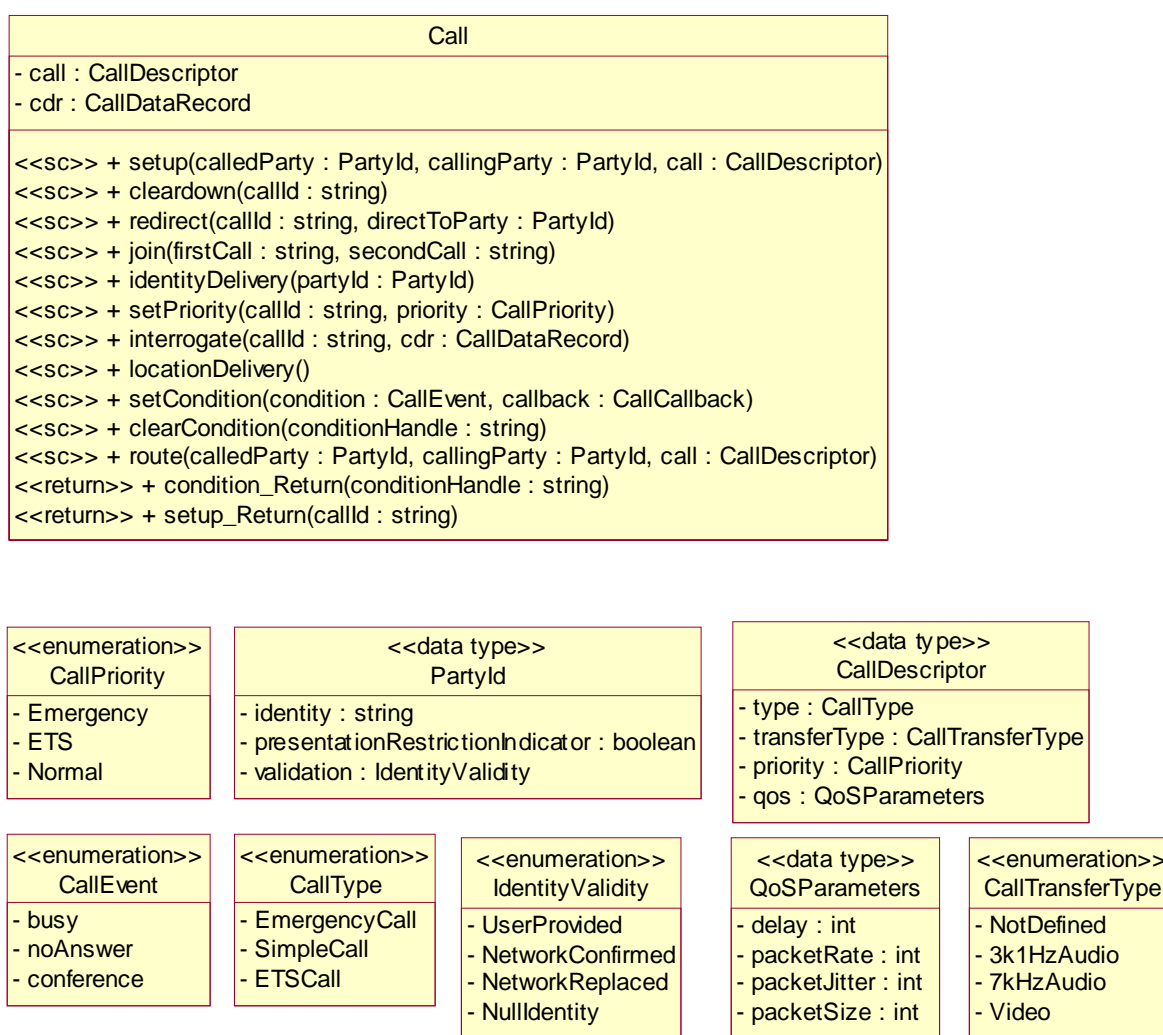 Call
- call : CallDescriptor
- cdr : CallDataRecord
<<sc>> + setup(calledParty : PartyId, callingParty : PartyId, call : CallDescriptor)
<<sc>> + cleardown(callId : string)
<<sc>> + redirect(callId : string, directToParty : PartyId)
<<sc>> + join(firstCall : string, secondCall : string)
<<sc>> + identityDelivery(partyId : PartyId)
<<sc>> + setPriority(callId : string, priority : CallPriority)
<<sc>> + interrogate(callId : string, cdr : CallDataRecord)
<<sc>> + locationDelivery()
<<sc>> + setCondition(condition : CallEvent, callback : CallCallback)
<<sc>> + clearCondition(conditionHandle : string)
<<sc>> + route(calledParty : PartyId, callingParty : PartyId, call : CallDescriptor)
<<return>> + condition_Return(conditionHandle : string)
<<return>> + setup_Return(callId : string)
<<enumeration>>
CallPriority
- Emergency
- ETS
- Normal
<<data type>>
PartyId
- identity : string
- presentationRestrictionIndicator : boolean
- validation : IdentityValidity
<<data type>>
CallDescriptor
- type : CallType
- transferType : CallTransferType
- priority : CallPriority
- qos : QoSParameters
<<enumeration>>
CallEvent
- busy
- noAnswer
- conference
<<enumeration>>
CallType
- EmergencyCall
- SimpleCall
- ETSCall
<<enumeration>>
IdentityValidity
- UserProvided
- NetworkConfirmed
- NetworkReplaced
- NullIdentity
<<data type>>
QoSParameters
- delay : int
- packetRate : int
- packetJitter : int
- packetSize : int
<<enumeration>>
CallTransferType
- NotDefined
- 3k1HzAudio
- 7kHzAudio
- Video